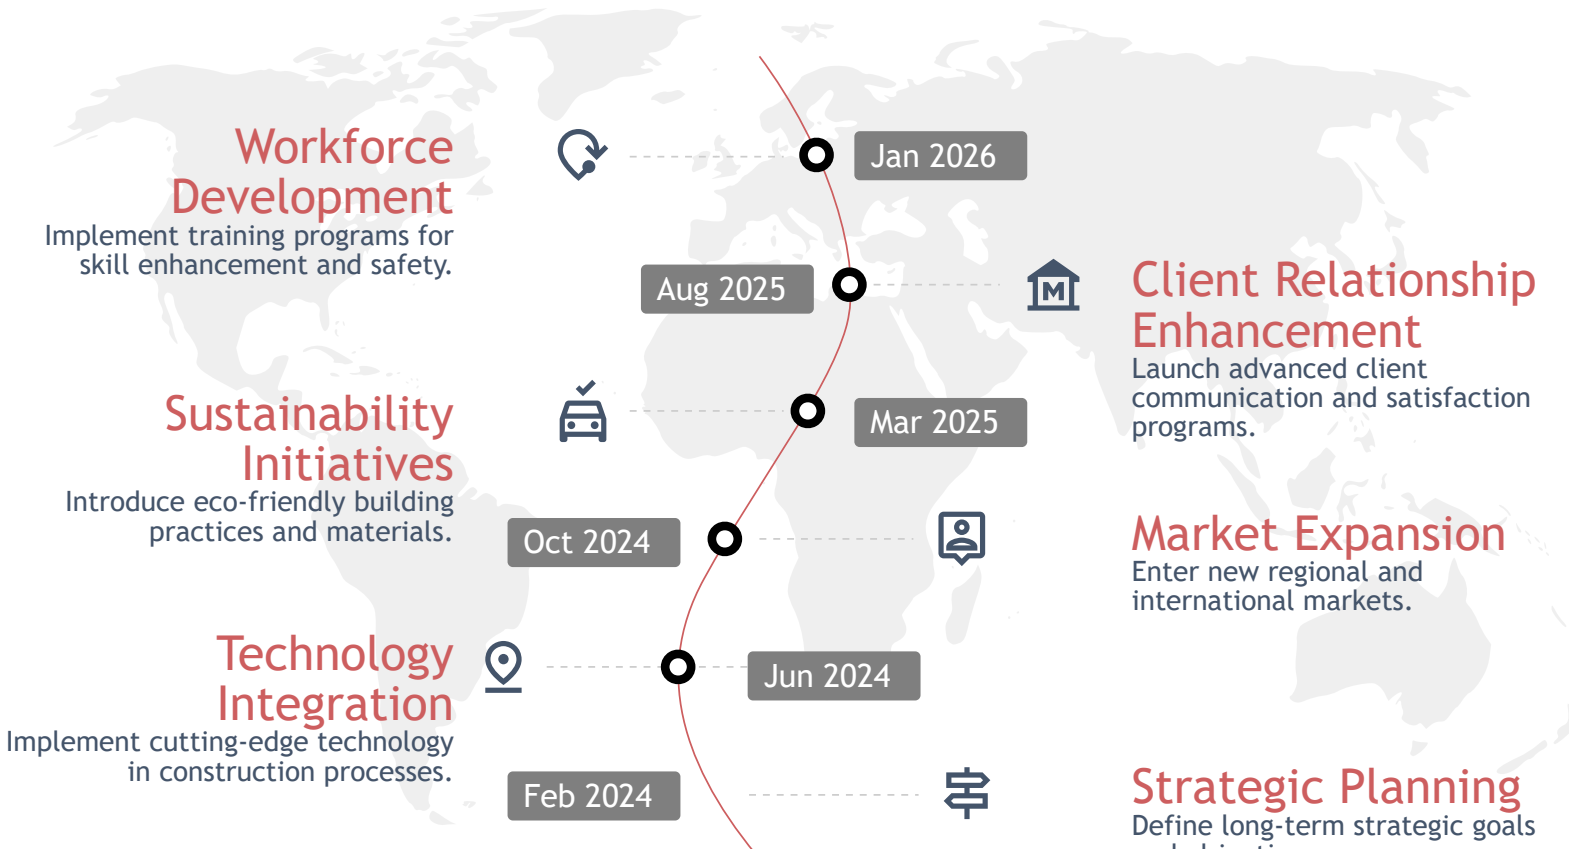 Workforce
Development
Implement training programs for
skill enhancement and safety.
Jan 2026
Aug 2025
M
Client Relationship
Enhancement
Launch advanced client
communication and satisfaction
programs.
Sustainability
Initiatives
Introduce eco-friendly building
practices and materials.
Mar 2025
Oct 2024
Market Expansion
Enter new regional and
international markets.
Technology
Integration
Implement cutting-edge technology
in construction processes.
Jun 2024
Feb 2024
Strategic Planning
Define long-term strategic goals